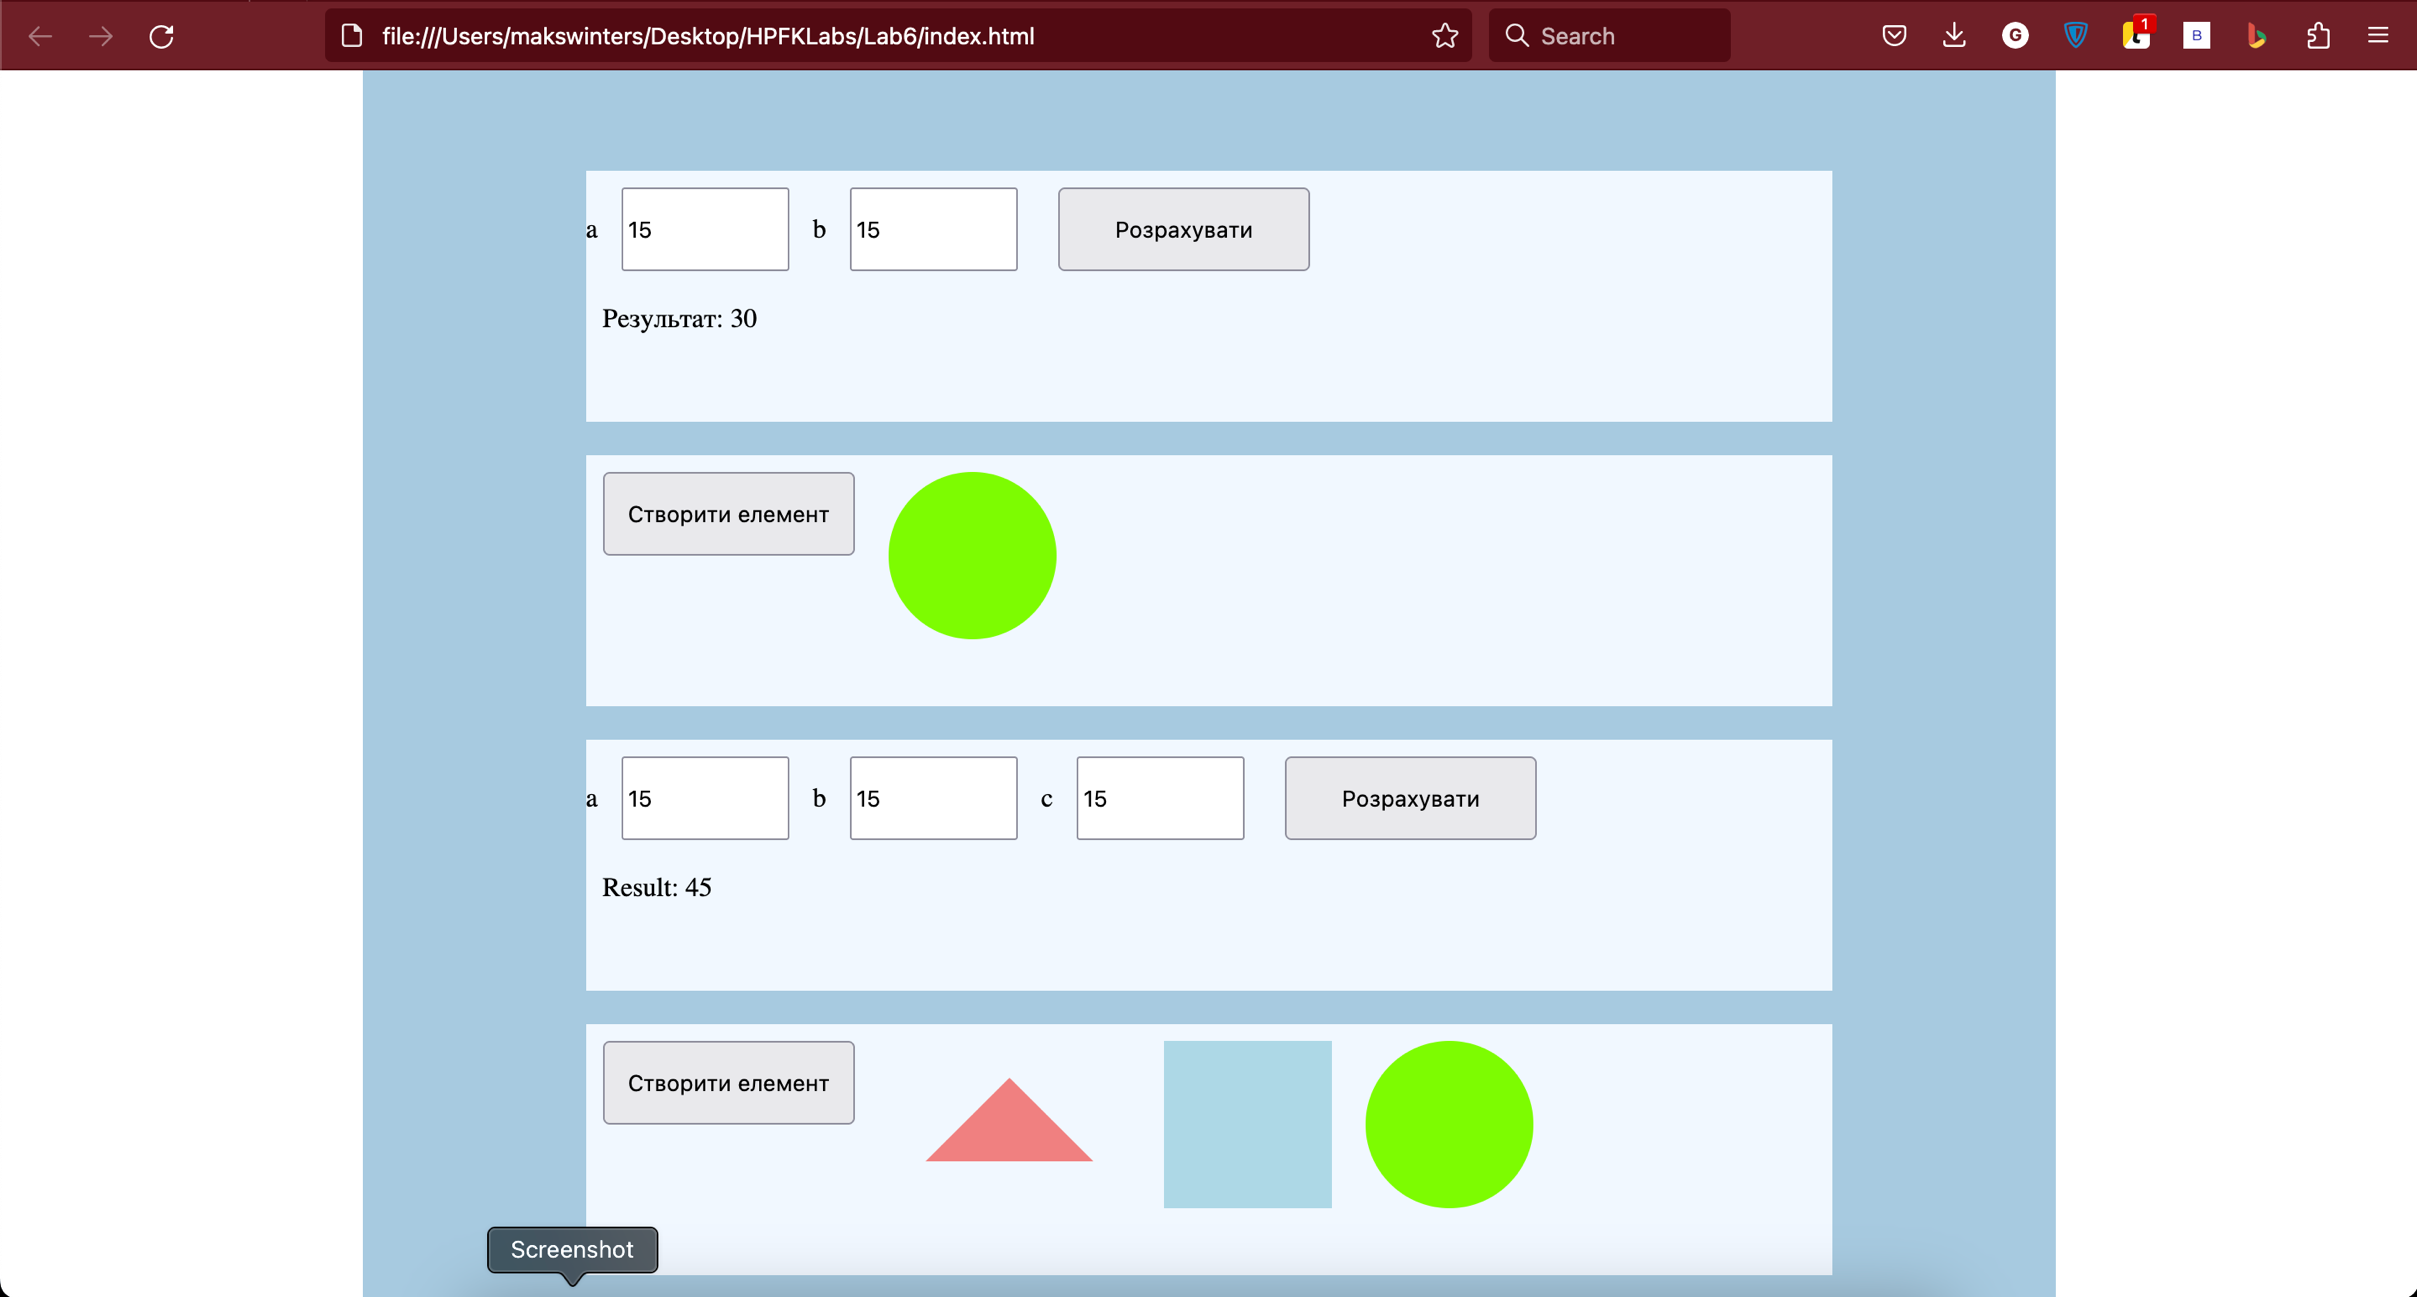 file:///Users/makswinters/Desktop/HPFKLabs/Lab6/index.html Search G 1 B
a 15 b 15 Розрахувати
Результат: 30
Створити елемент
a 15 b 15 c 15 Розрахувати
Result: 45
Створити елемент
Screenshot